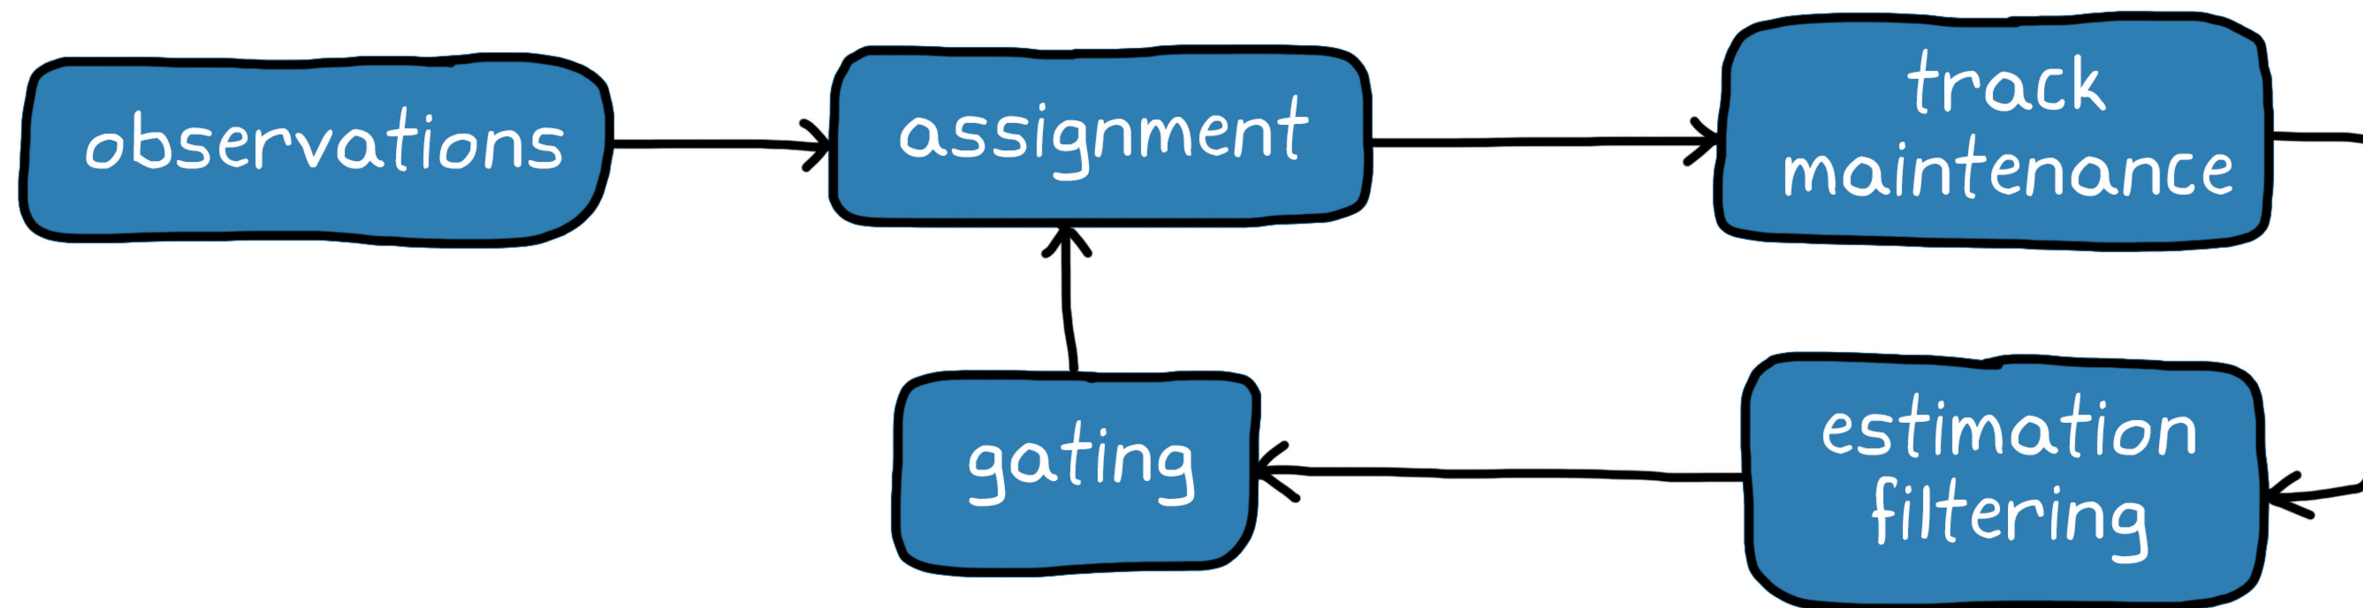 observations
assignment
track
maintenance
gating
estimation
filtering